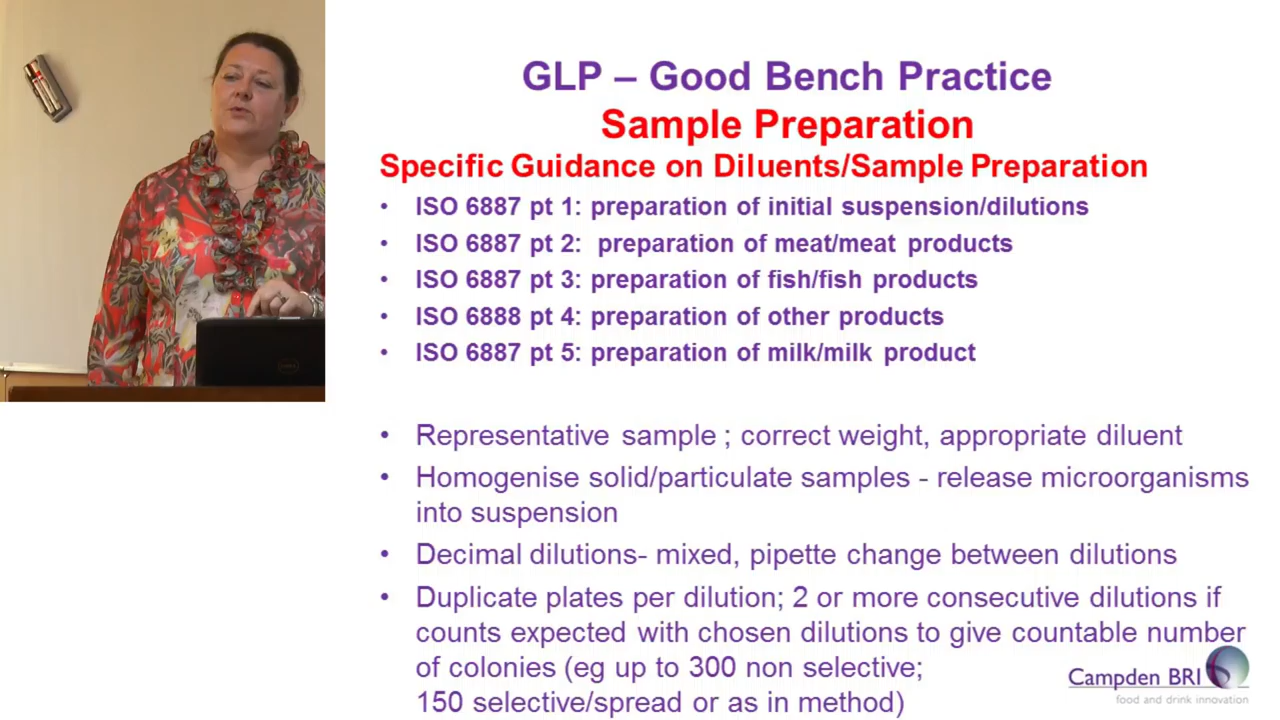 GLP – Good Bench Practice
Sample Preparation
Specific Guidance on Diluents/Sample Preparation
• ISO 6887 pt 1: preparation of initial suspension/dilutions
• ISO 6887 pt 2:  preparation of meat/meat products
• ISO 6887 pt 3: preparation of fish/fish products
• ISO 6888 pt 4: preparation of other products
• ISO 6887 pt 5: preparation of milk/milk product
• Representative sample ; correct weight, appropriate diluent
• Homogenise solid/particulate samples - release microorganisms
into suspension
• Decimal dilutions- mixed, pipette change between dilutions
• Duplicate plates per dilution; 2 or more consecutive dilutions if
counts expected with chosen dilutions to give countable number
of colonies (eg up to 300 non selective;
150 selective/spread or as in method)
Campden BRI
food and drink innovation